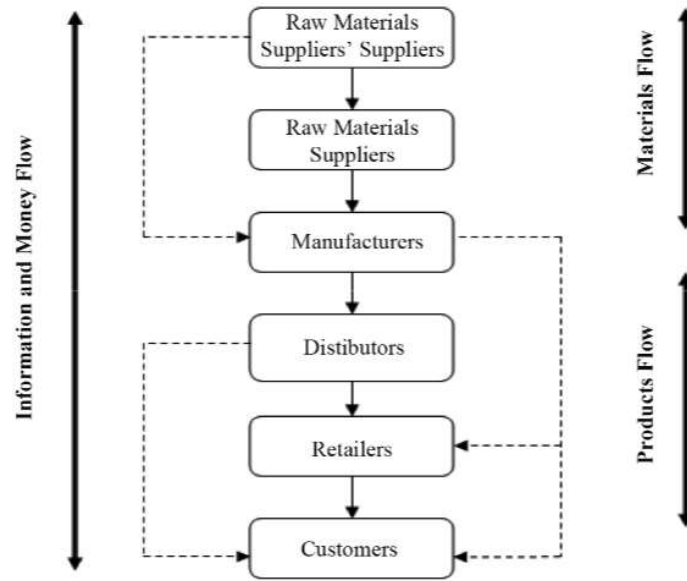 Raw Materials
Suppliers' Suppliers
Raw Materials
Suppliers
Manufacturers
Distibutors
Retailers
Customers
Information and Money Flow
Materials Flow
Products Flow